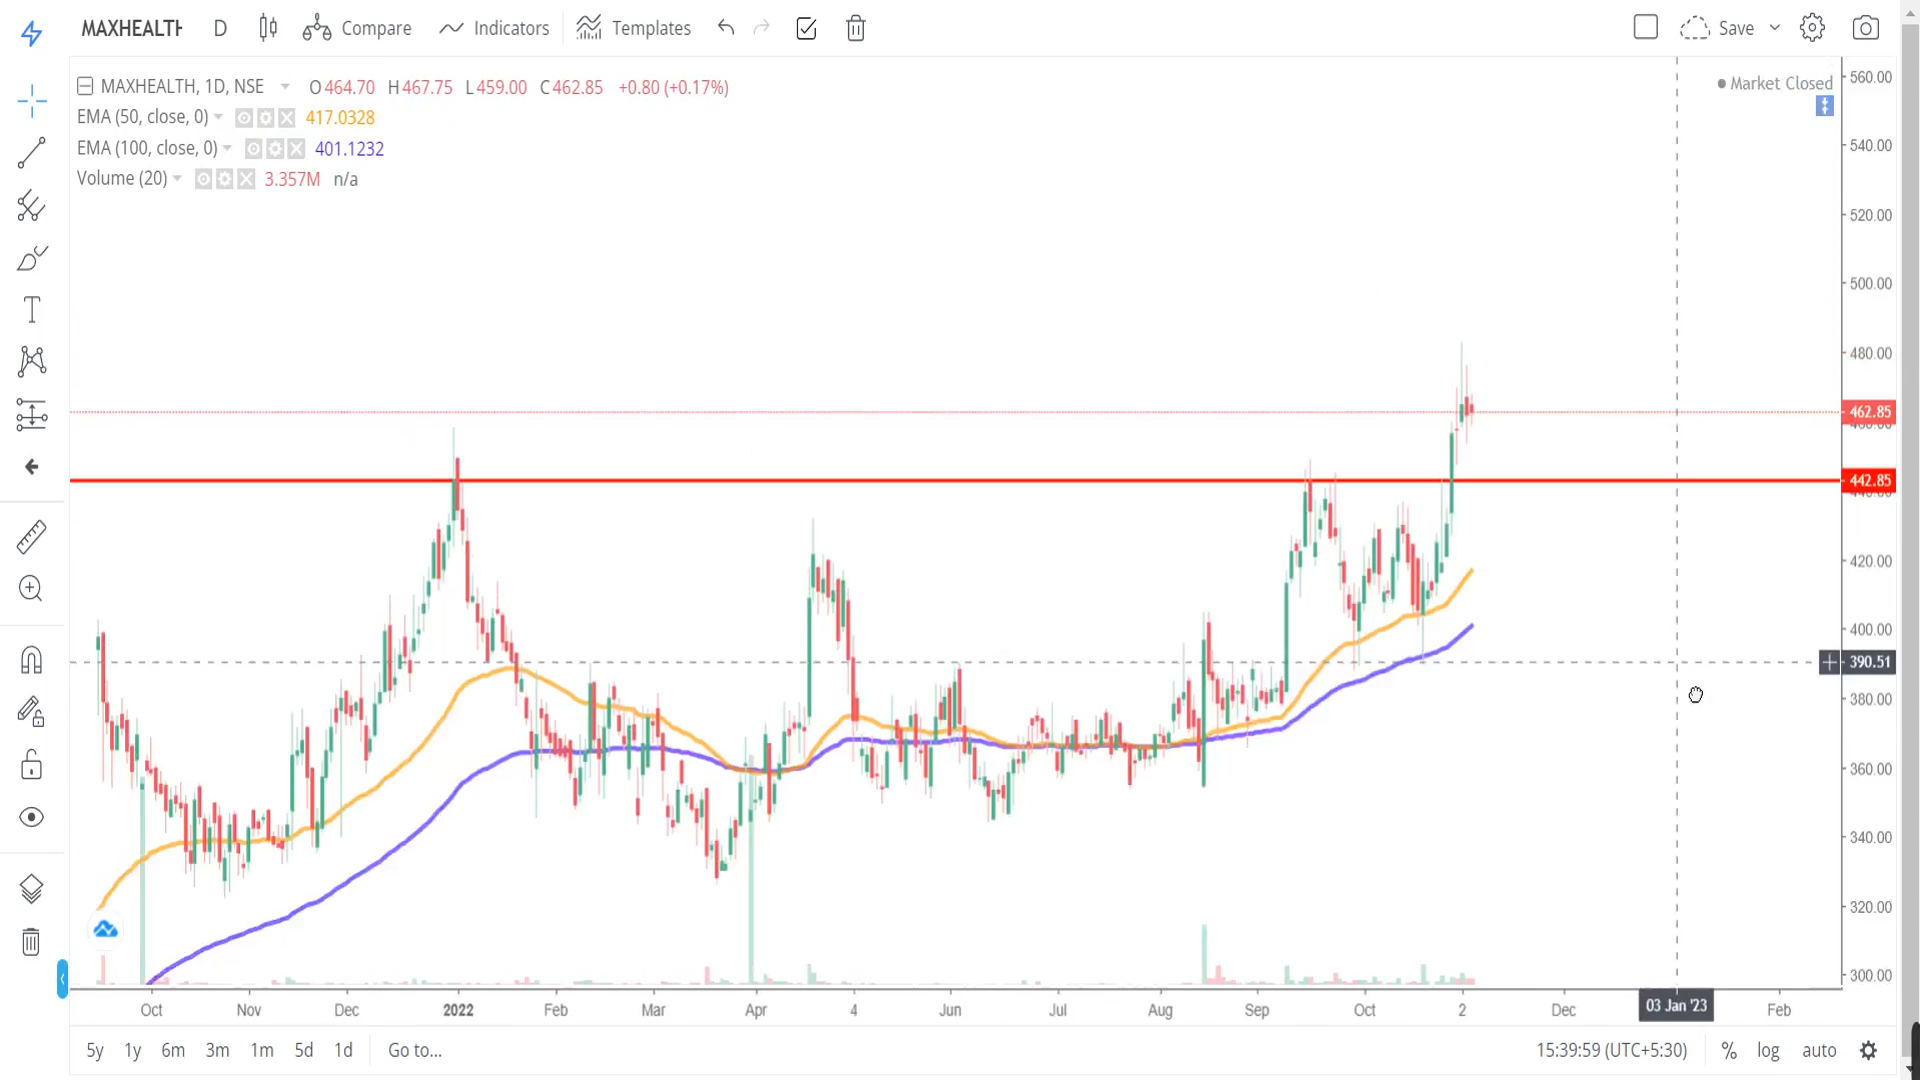 MAXHEALTH D Compare Indicators Templates Save
MAXHEALTH, 1D, NSE O464.70 H467.75 L459.00 C462.85 +0.80 (+0.17%)
Market Closed
EMA (50, close, 0) 417.0328
EMA (100, close, 0) 401.1232
Volume (20) 3.357M n/a
560.00
540.00
520.00
500.00
480.00
462.85
460.00
442.85
440.00
420.00
400.00
390.51
380.00
360.00
340.00
320.00
300.00
Oct Nov Dec 2022 Feb Mar Apr 4 Jun Jul Aug Sep Oct 2 Dec 03 Jan '23 Feb
5y 1y 6m 3m 1m 5d 1d Go to... 15:39:59 (UTC+5:30) % log auto